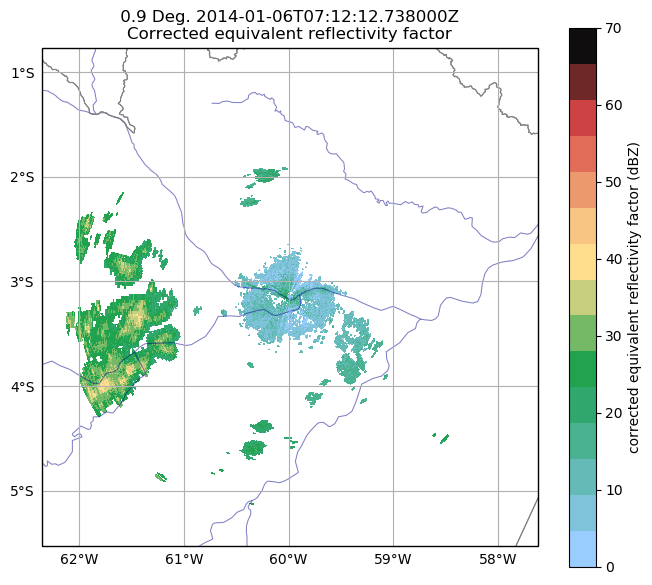 0.9 Deg. 2014-01-06T07:12:12.738000Z
Corrected equivalent reflectivity factor
1°S
2°S
3°S
4°S
5°S
62°W 61°W 60°W 59°W 58°W
70
60
50
40
30
20
10
0
corrected equivalent reflectivity factor (dBZ)